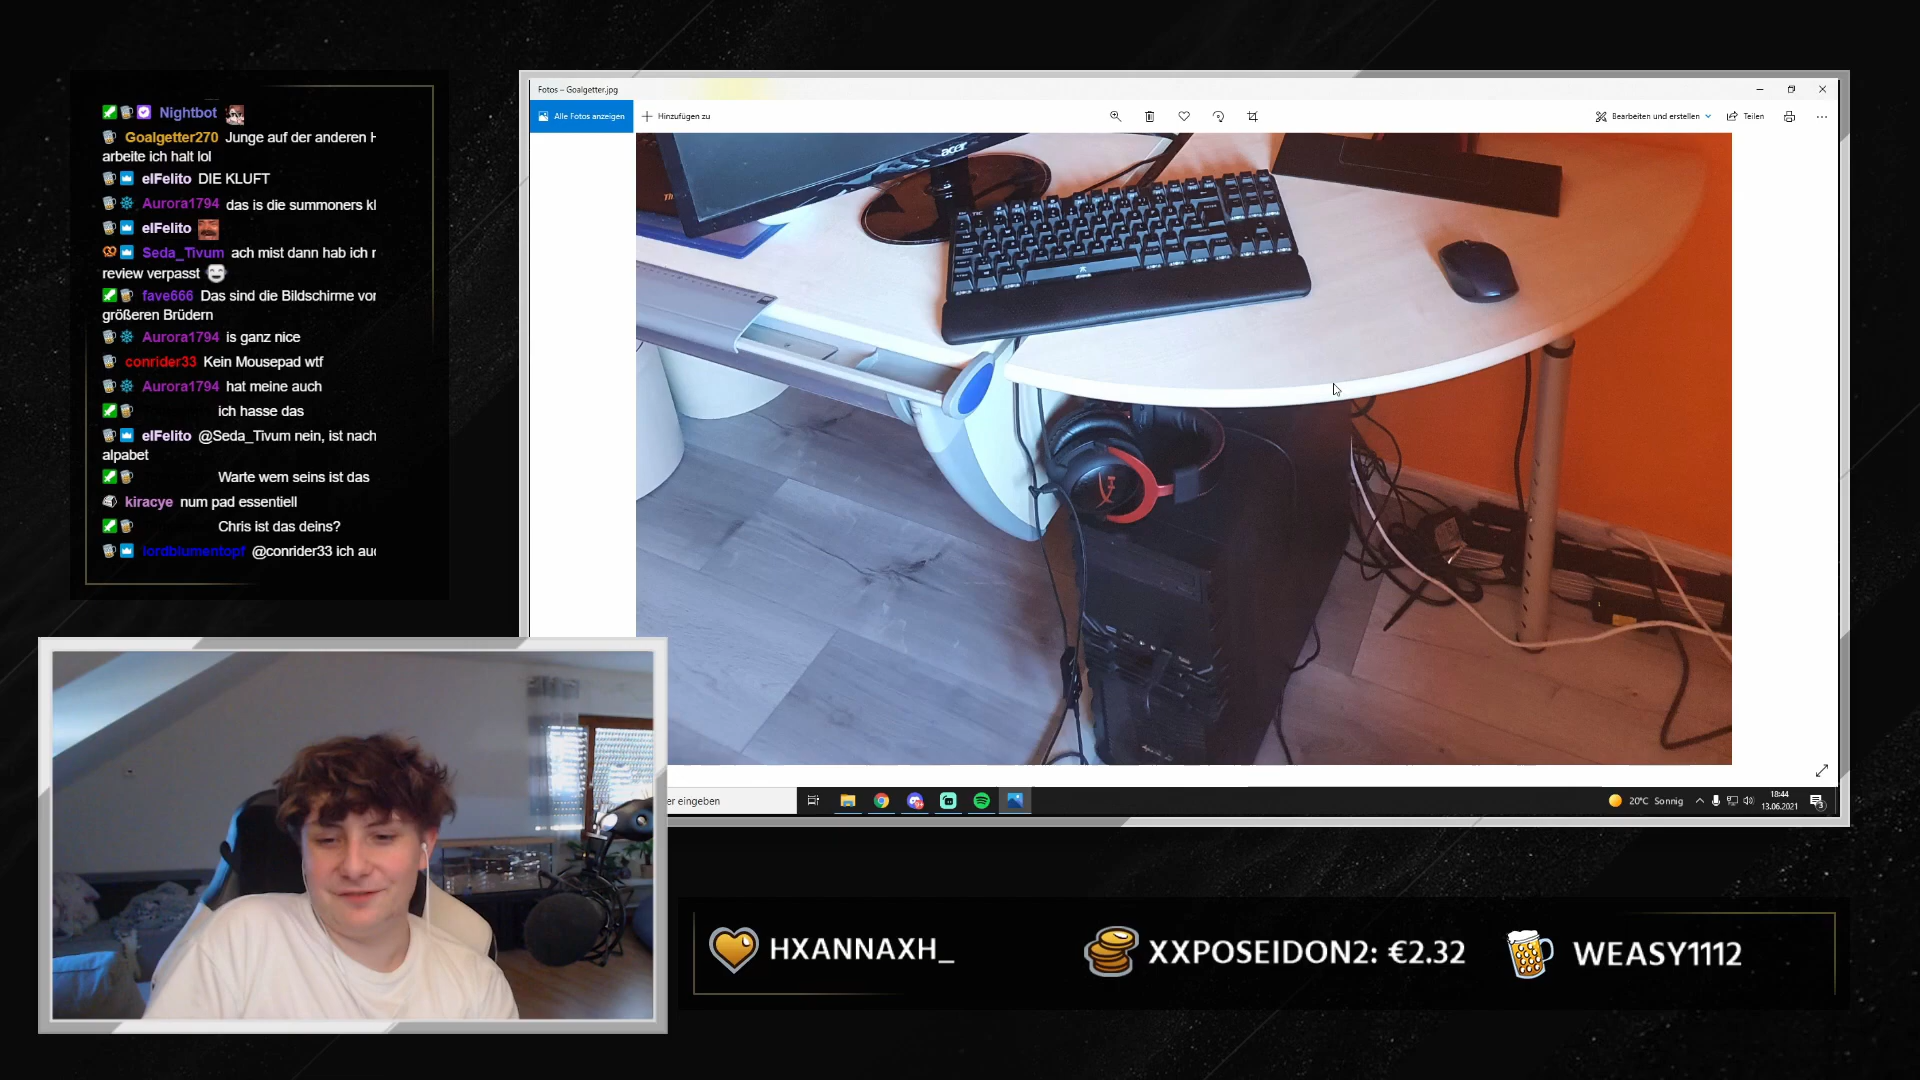 Nightbot
Goalgetter270 Junge auf der anderen H
arbeite ich halt lol
elFelito DIE KLUFT
Aurora1794 das is die summoners kl
elFelito
Seda_Tivum ach mist dann hab ich r
review verpasst
fave666 Das sind die Bildschirme vor
größeren Brüdern
Aurora1794 is ganz nice
conrider33 Kein Mousepad wtf
Aurora1794 hat meine auch
ich hasse das
elFelito @Seda_Tivum nein, ist nach
alpabet
Warte wem seins ist das
kiracye num pad essentiell
Chris ist das deins?
lordblumentopf @conrider33 ich auc
Fotos – Goalgetter.jpg
Alle Fotos anzeigen
Hinzufügen zu
Bearbeiten und erstellen
Teilen
acer
er eingeben
20°C Sonnig
18:44
13.06.2021
HXANNAXH_
XXPOSEIDON2: €2.32
WEASY1112